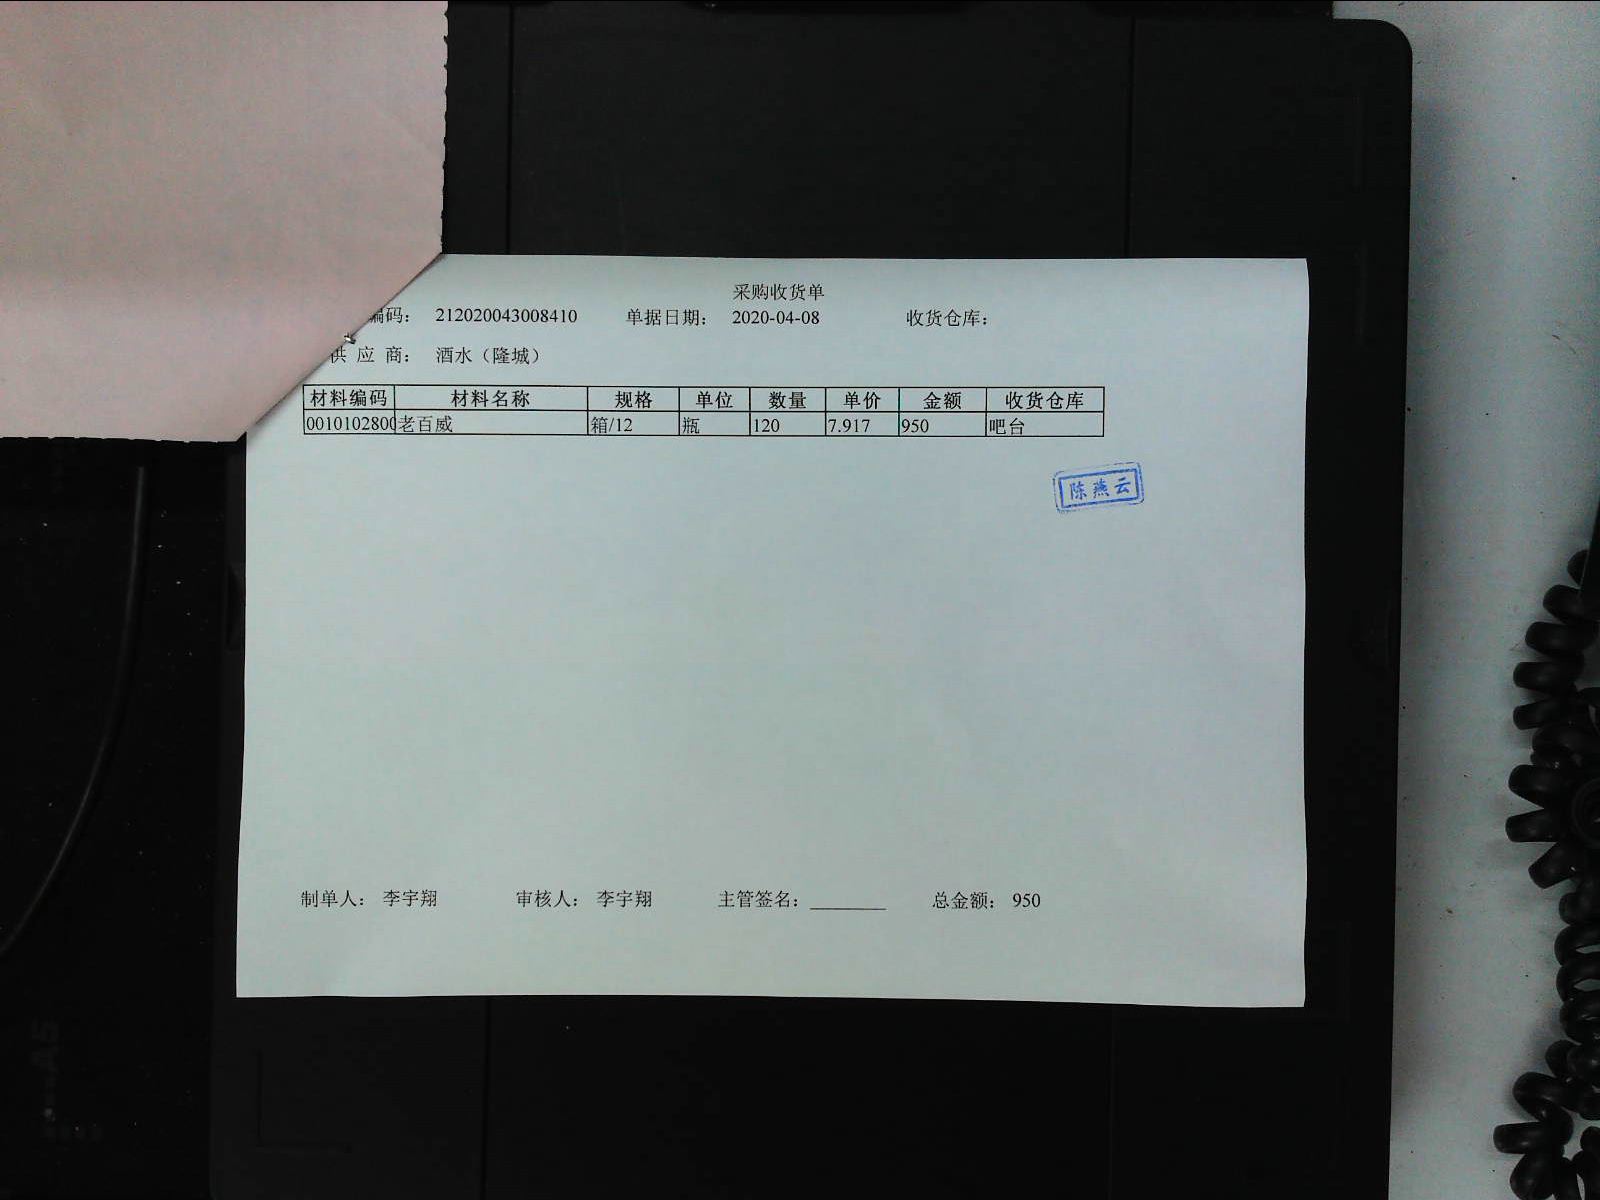 采购收货单
编码： 212020043008410 单据日期： 2020-04-08 收货仓库：
供 应 商： 酒水（隆城）
材料编码 材料名称 规格 单位 数量 单价 金额 收货仓库
0010102800 老百威 箱/12 瓶 120 7.917 950 吧台
陈燕云
制单人： 李宇翔 审核人： 李宇翔 主管签名：________ 总金额： 950